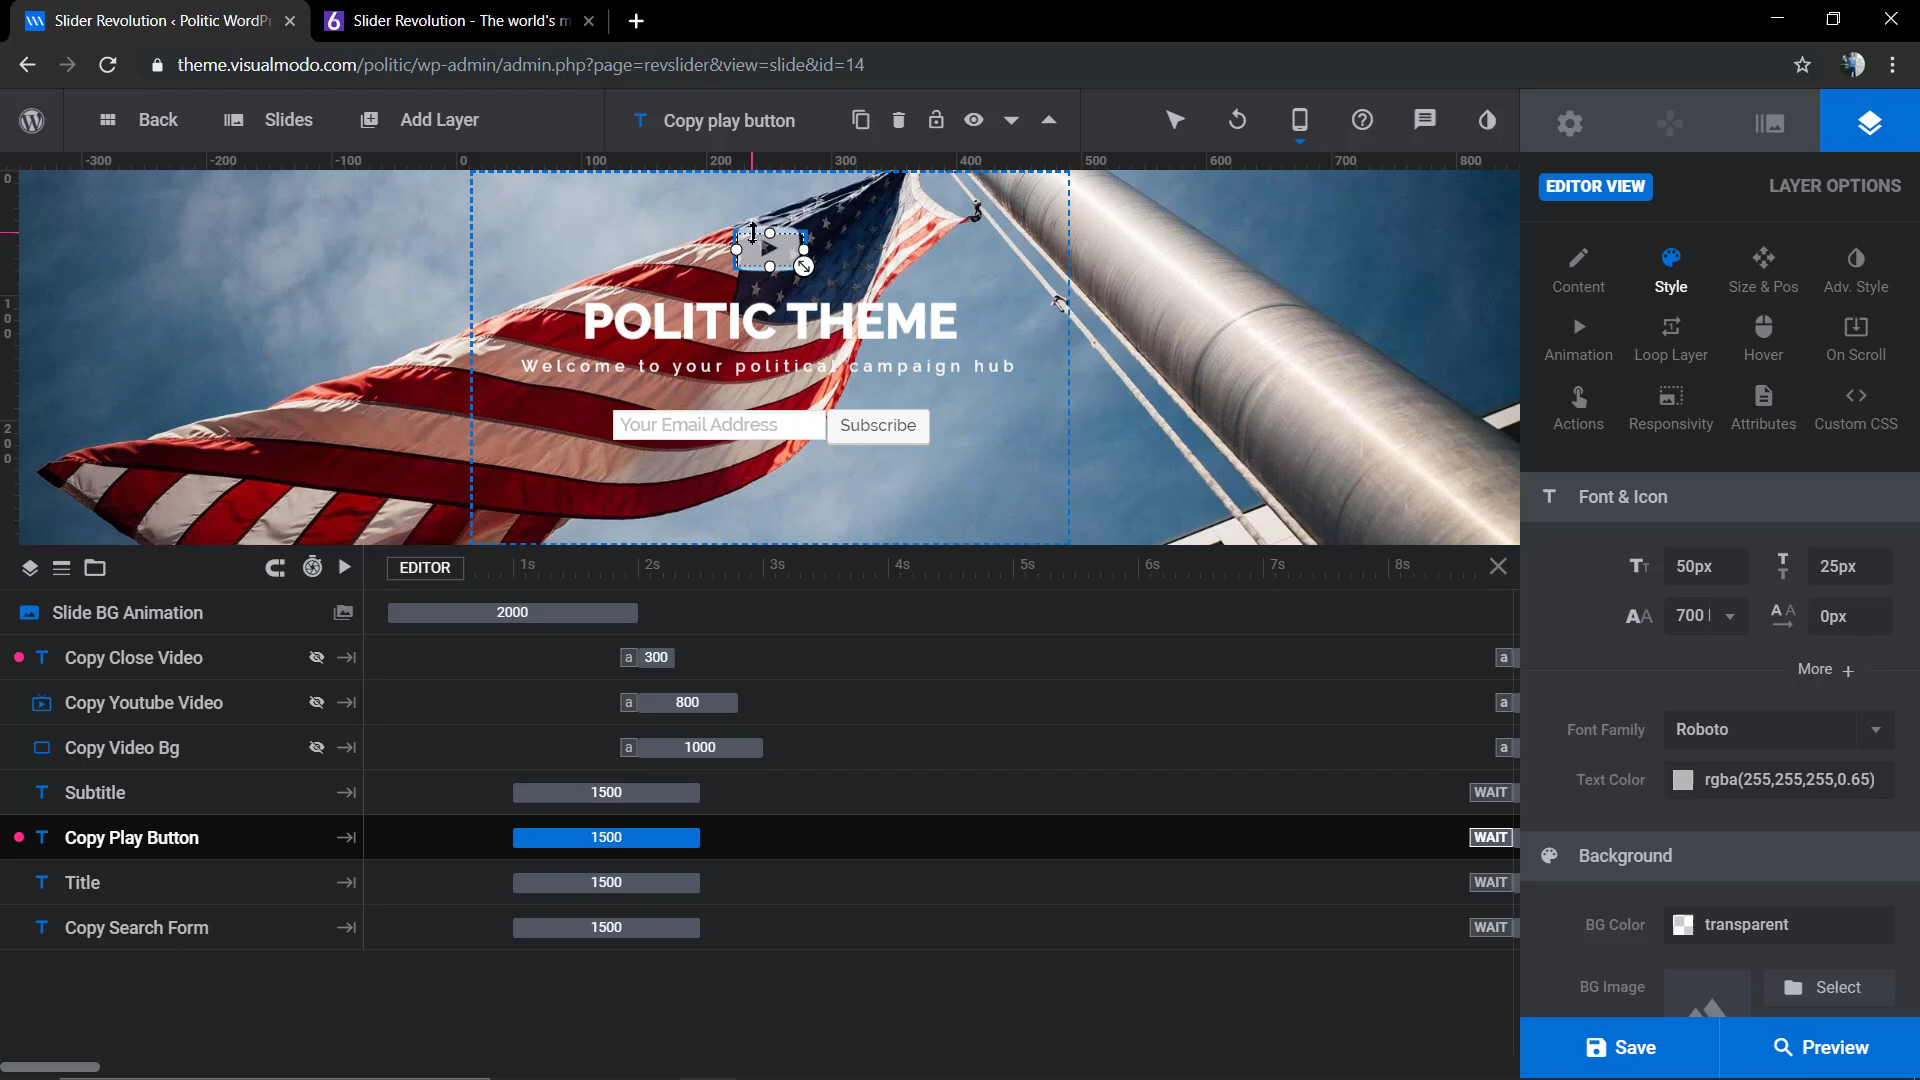 Slider Revolution ‹ Politic WordPr
6 Slider Revolution - The world's m
theme.visualmodo.com/politic/wp-admin/admin.php?page=revslider&view=slide&id=14
Back
Slides
Add Layer
T Copy play button
-300 -200 -100 0 100 200 300 400 500 600 700 800
0
100
200
EDITOR VIEW
LAYER OPTIONS
Content
Style
Size & Pos
Adv. Style
Animation
Loop Layer
Hover
On Scroll
Actions
Responsivity
Attributes
Custom CSS
POLITIC THEME
Welcome to your political campaign hub
Your Email Address
Subscribe
T Font & Icon
50px
25px
700
0px
More +
Font Family
Roboto
Text Color
rgba(255,255,255,0.65)
Background
BG Color
transparent
BG Image
Select
Save
Preview
EDITOR
1s 2s 3s 4s 5s 6s 7s 8s
Slide BG Animation
2000
T Copy Close Video
a 300 a
Copy Youtube Video
a 800 a
Copy Video Bg
a 1000 a
T Subtitle
1500 WAIT
T Copy Play Button
1500 WAIT
T Title
1500 WAIT
T Copy Search Form
1500 WAIT